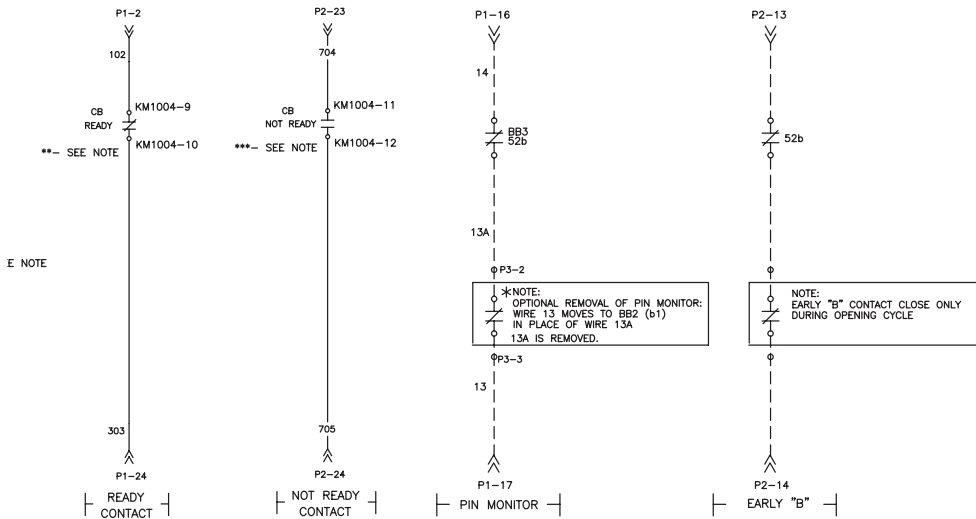 P1-2
P2-23
P1-16
P2-13
102
704
14
CB
READY
KM1004-9
KM1004-10
**- SEE NOTE
CB
NOT READY
KM1004-11
KM1004-12
***- SEE NOTE
BB3
52b
52b
13A
E NOTE
P3-2
*NOTE:
OPTIONAL REMOVAL OF PIN MONITOR:
WIRE 13 MOVES TO BB2 (b1)
IN PLACE OF WIRE 13A
13A IS REMOVED.
NOTE:
EARLY "B" CONTACT CLOSE ONLY
DURING OPENING CYCLE
P3-3
13
303
705
P1-24
P2-24
P1-17
P2-14
READY
CONTACT
NOT READY
CONTACT
PIN MONITOR
EARLY "B"